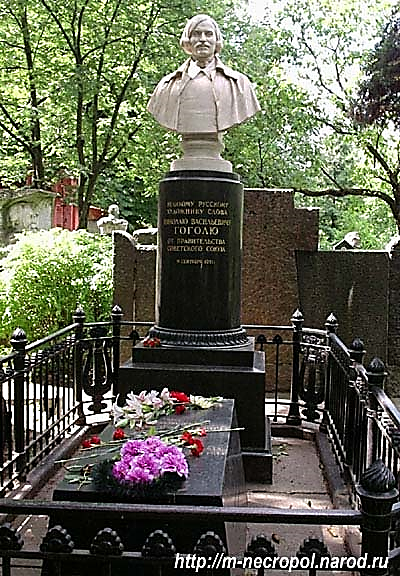 ВЕЛИКОМУ РУССКОМУ
ХУДОЖНИКУ СЛОВА
НИКОЛАЮ ВАСИЛЬЕВИЧУ
ГОГОЛЮ
ОТ ПРАВИТЕЛЬСТВА
СОВЕТСКОГО СОЮЗА
http://m-necropol.narod.ru